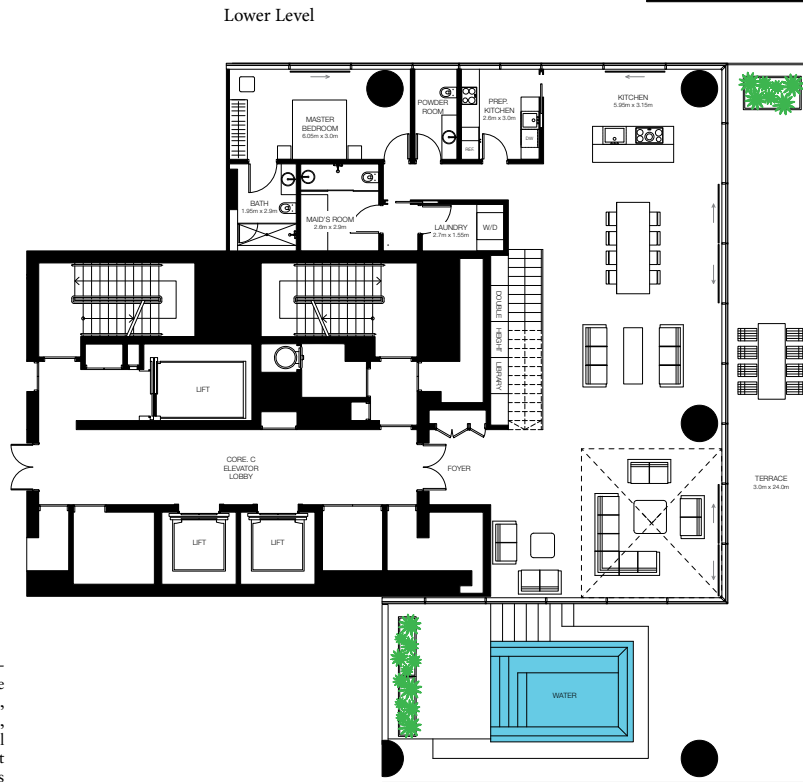 Lower Level
MASTER
BEDROOM
6.05m x 3.0m
POWDER
ROOM
PREP.
KITCHEN
2.6m x 3.0m
REF.
DW
KITCHEN
5.95m x 3.15m
BATH
1.95m x 2.9m
MAID'S ROOM
2.6m x 2.9m
LAUNDRY
2.7m x 1.55m
W/D
DOUBLE
HEIGHT
LIBRARY
LIFT
CORE. C
ELEVATOR
LOBBY
FOYER
TERRACE
3.0m x 24.0m
LIFT
LIFT
WATER
–
e
,
,
l
t
s